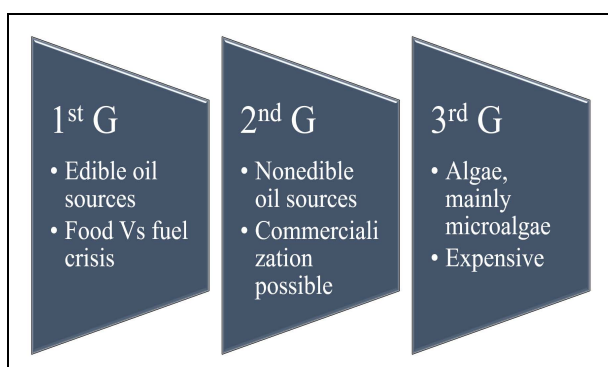 1st G
• Edible oil
sources
• Food Vs fuel
crisis
2nd G
• Nonedible
oil sources
• Commerciali
zation
possible
3rd G
• Algae,
mainly
microalgae
• Expensive